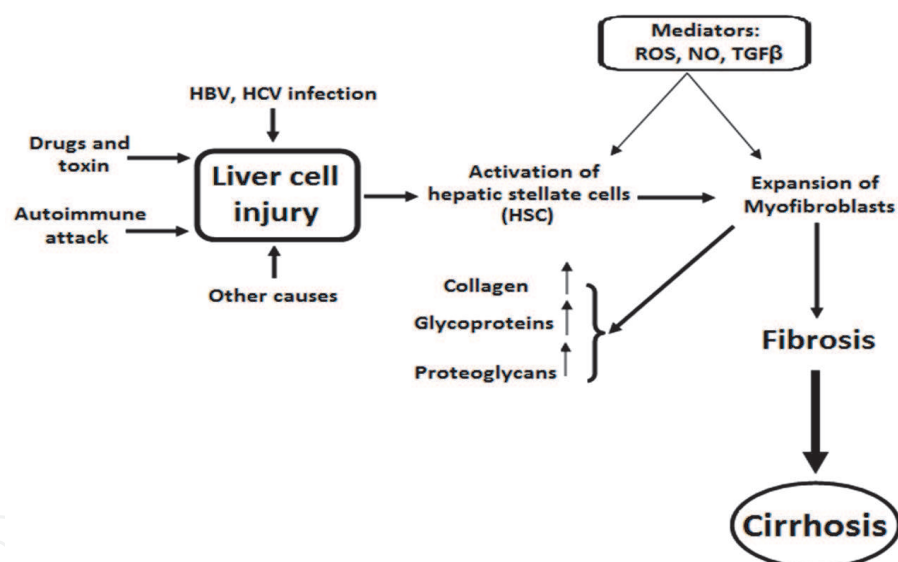 Mediators:
ROS, NO, TGFβ
HBV, HCV infection
Drugs and
toxin
Liver cell
injury
Autoimmune
attack
Other causes
Activation of
hepatic stellate cells
(HSC)
Expansion of
Myofibroblasts
Collagen
Glycoproteins
Proteoglycans
Fibrosis
Cirrhosis